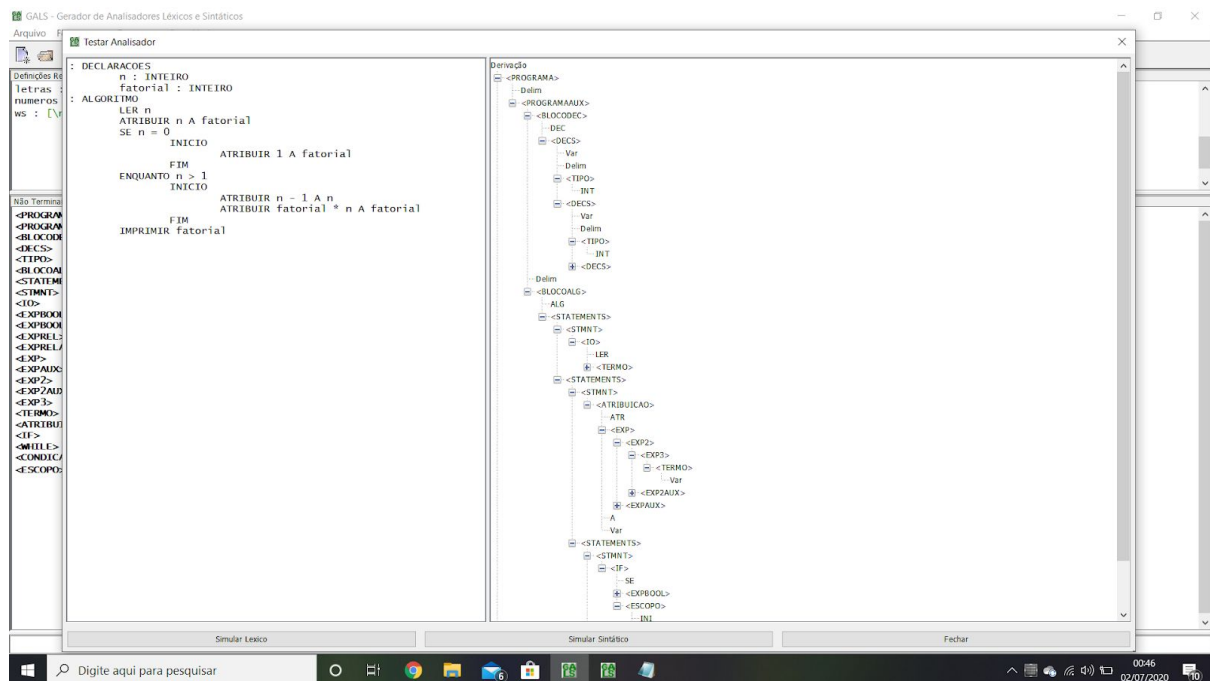 GALS - Gerador de Analisadores Léxicos e Sintáticos
Arquivo
Testar Analisador
Definições Re
letras :
numeros
ws : [\n
Não Termina
<PROGRAM
<PROGRAM
<BLOCODE
<DECS>
<TIPO>
<BLOCOAL
<STATEME
<STMNT>
<IO>
<EXPBOOL
<EXPBOOL
<EXPREL>
<EXPRELA
<EXP>
<EXPAUX>
<EXP2>
<EXP2AUX
<EXP3>
<TERMO>
<ATRIBUI
<IF>
<WHILE>
<CONDICA
<ESCOPO>
: DECLARACOES
n : INTEIRO
fatorial : INTEIRO
: ALGORITMO
LER n
ATRIBUIR n A fatorial
SE n = 0
INICIO
ATRIBUIR 1 A fatorial
FIM
ENQUANTO n > 1
INICIO
ATRIBUIR n - 1 A n
ATRIBUIR fatorial * n A fatorial
FIM
IMPRIMIR fatorial
Derivação
<PROGRAMA>
Delim
<PROGRAMAAUX>
<BLOCODEC>
DEC
<DECS>
Var
Delim
<TIPO>
INT
<DECS>
Var
Delim
<TIPO>
INT
<DECS>
Delim
<BLOCOALG>
ALG
<STATEMENTS>
<STMNT>
<IO>
LER
<TERMO>
<STATEMENTS>
<STMNT>
<ATRIBUICAO>
ATR
<EXP>
<EXP2>
<EXP3>
<TERMO>
Var
<EXP2AUX>
<EXPAUX>
A
Var
<STATEMENTS>
<STMNT>
<IF>
SE
<EXPBOOL>
<ESCOPO>
INI
Simular Lexico
Simular Sintático
Fechar
Digite aqui para pesquisar
6
00:46
02/07/2020
10